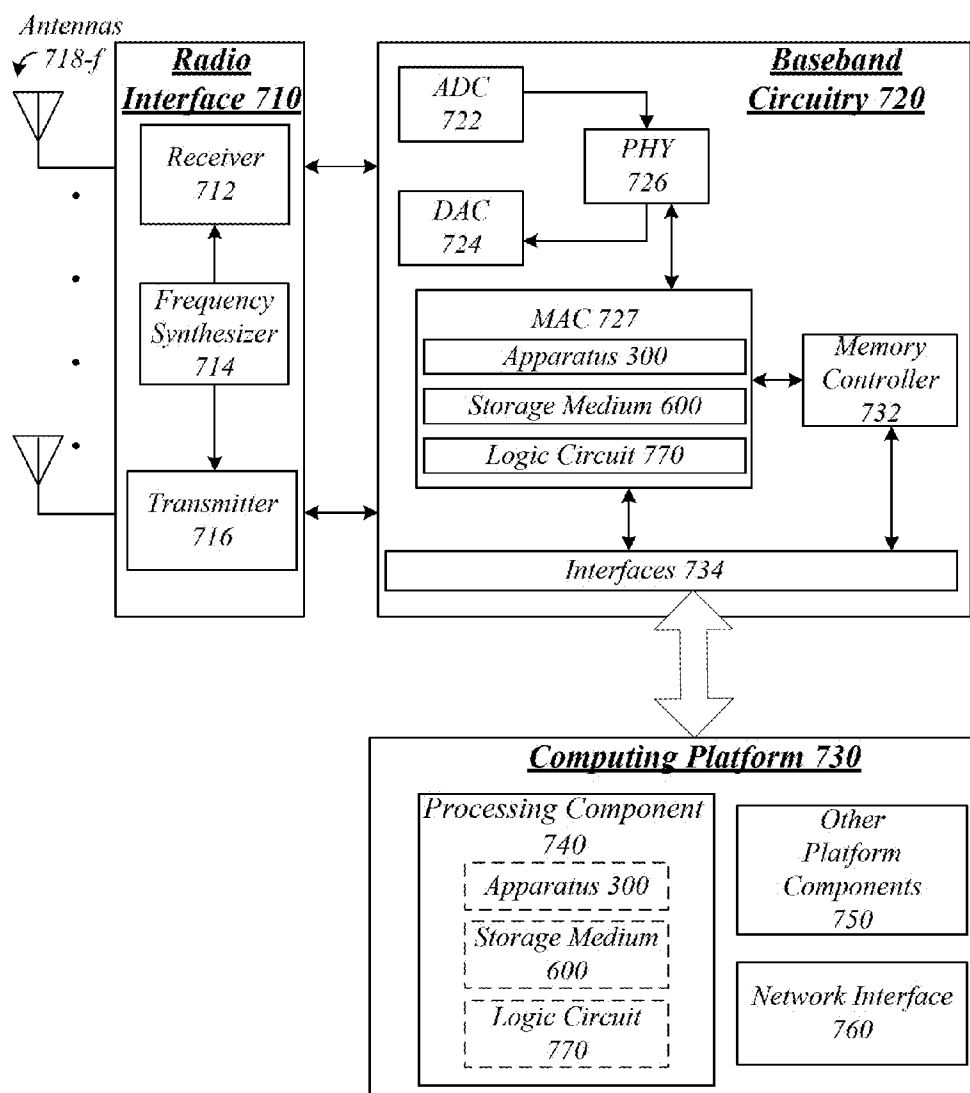 Antennas
718-f
Radio
Interface 710
Receiver
712
Frequency
Synthesizer
714
Transmitter
716
Baseband
Circuitry 720
ADC
722
PHY
726
DAC
724
MAC 727
Apparatus 300
Storage Medium 600
Logic Circuit 770
Memory
Controller
732
Interfaces 734
Computing Platform 730
Processing Component
740
Apparatus 300
Storage Medium
600
Logic Circuit
770
Other
Platform
Components
750
Network Interface
760